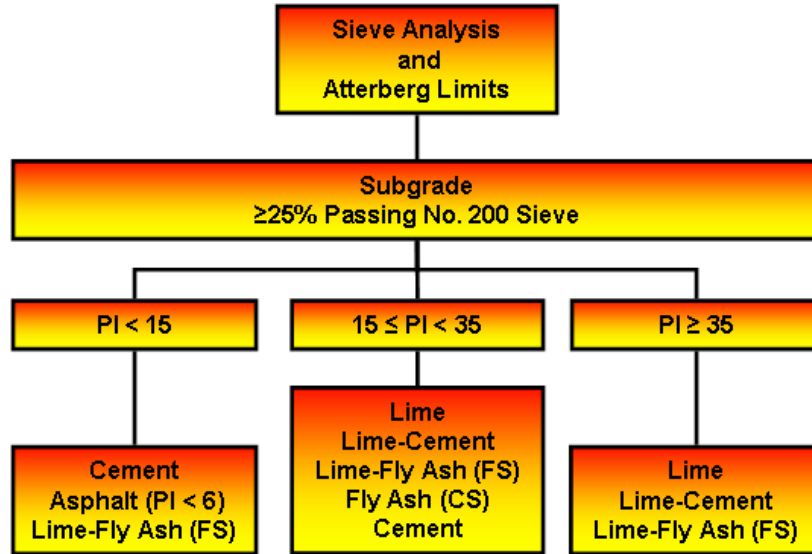 Sieve Analysis
and
Atterberg Limits
Subgrade
≥25% Passing No. 200 Sieve
PI < 15
15 ≤ PI < 35
PI ≥ 35
Cement
Asphalt (PI < 6)
Lime-Fly Ash (FS)
Lime
Lime-Cement
Lime-Fly Ash (FS)
Fly Ash (CS)
Cement
Lime
Lime-Cement
Lime-Fly Ash (FS)